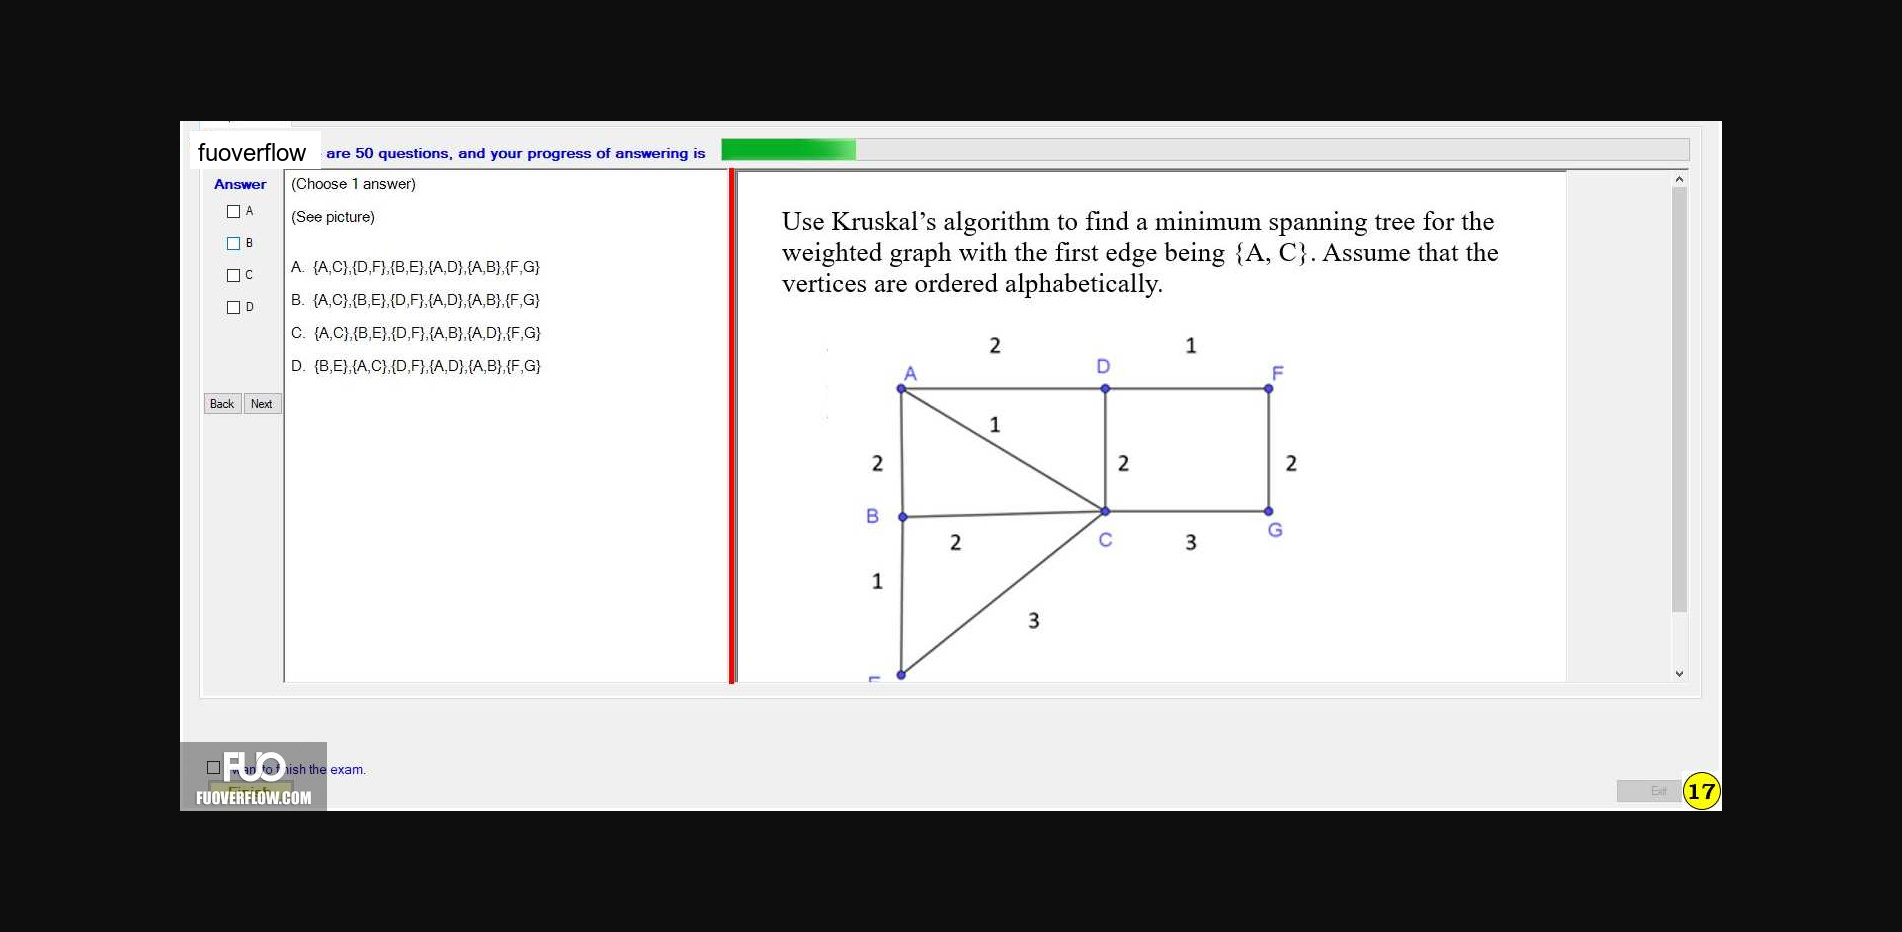 fuoverflow are 50 questions, and your progress of answering is
Answer
A
B
C
D
Back Next
(Choose 1 answer)
(See picture)
A. {A,C},{D,F},{B,E},{A,D},{A,B},{F,G}
B. {A,C},{B,E},{D,F},{A,D},{A,B},{F,G}
C. {A,C},{B,E},{D,F},{A,B},{A,D},{F,G}
D. {B,E},{A,C},{D,F},{A,D},{A,B},{F,G}
Use Kruskal’s algorithm to find a minimum spanning tree for the
weighted graph with the first edge being {A, C}. Assume that the
vertices are ordered alphabetically.
2 1
A D F
1
2 2 2
B
2 C 3 G
1
3
FUO
want to finish the exam.
Finish
FUOVERFLOW.COM
Exit
17